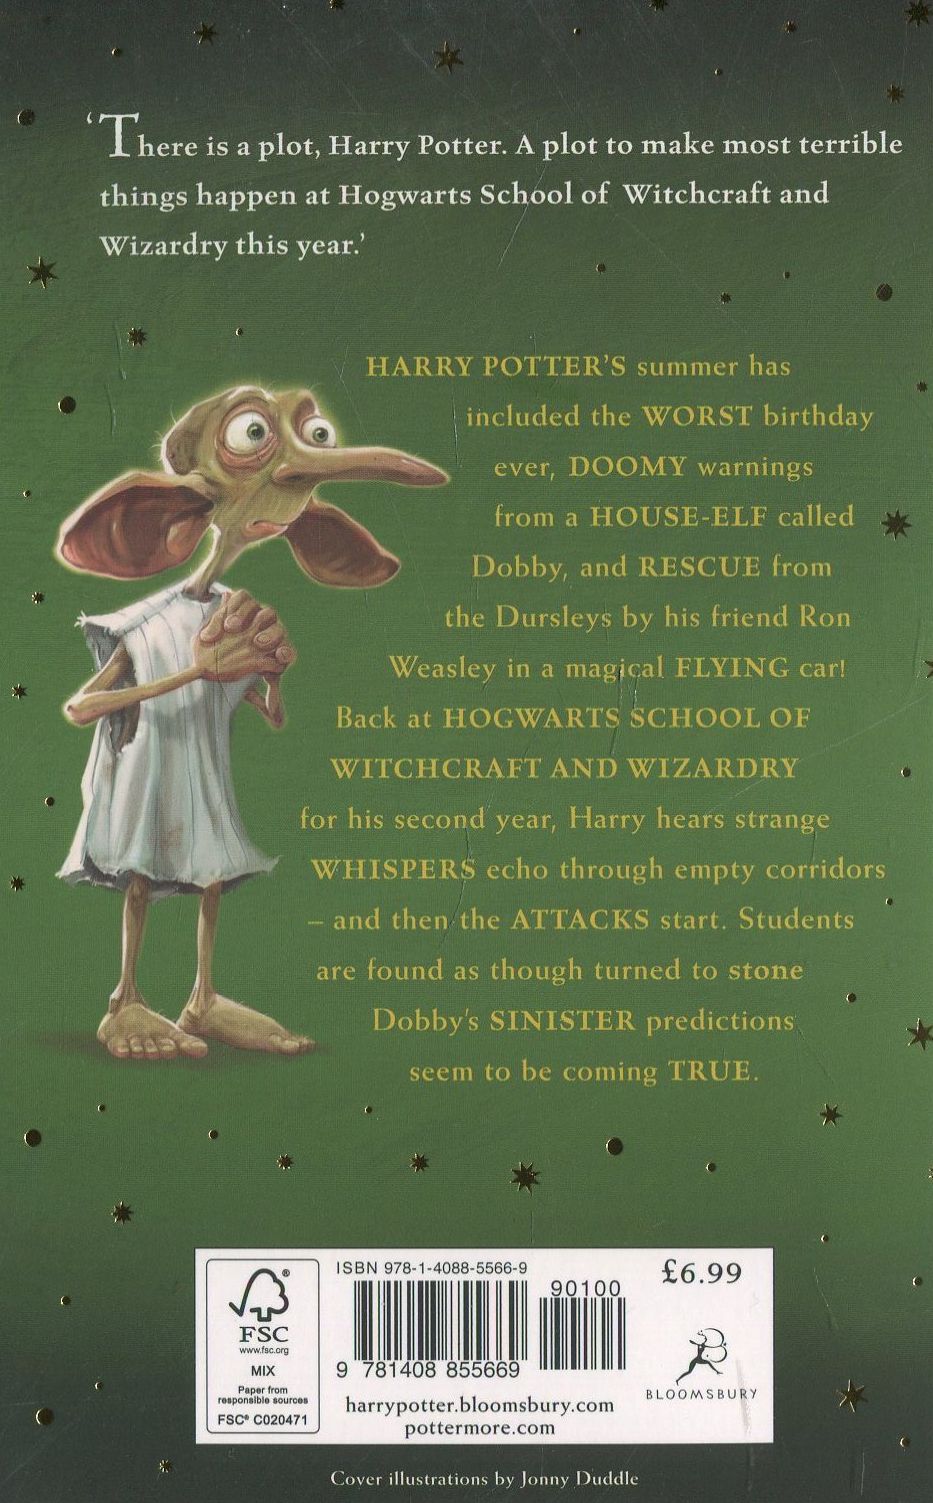 ‘There is a plot, Harry Potter. A plot to make most terrible
things happen at Hogwarts School of Witchcraft and
Wizardry this year.’
HARRY POTTER’S summer has
included the WORST birthday
ever, DOOMY warnings
from a HOUSE-ELF called
Dobby, and RESCUE from
the Dursleys by his friend Ron
Weasley in a magical FLYING car!
Back at HOGWARTS SCHOOL OF
WITCHCRAFT AND WIZARDRY
for his second year, Harry hears strange
WHISPERS echo through empty corridors
– and then the ATTACKS start. Students
are found as though turned to stone
Dobby’s SINISTER predictions
seem to be coming TRUE.
FSC
www.fsc.org
MIX
Paper from
responsible sources
FSC® C020471
ISBN 978-1-4088-5566-9
90100
9 781408 855669
harrypotter.bloomsbury.com
pottermore.com
£6.99
BLOOMSBURY
Cover illustrations by Jonny Duddle